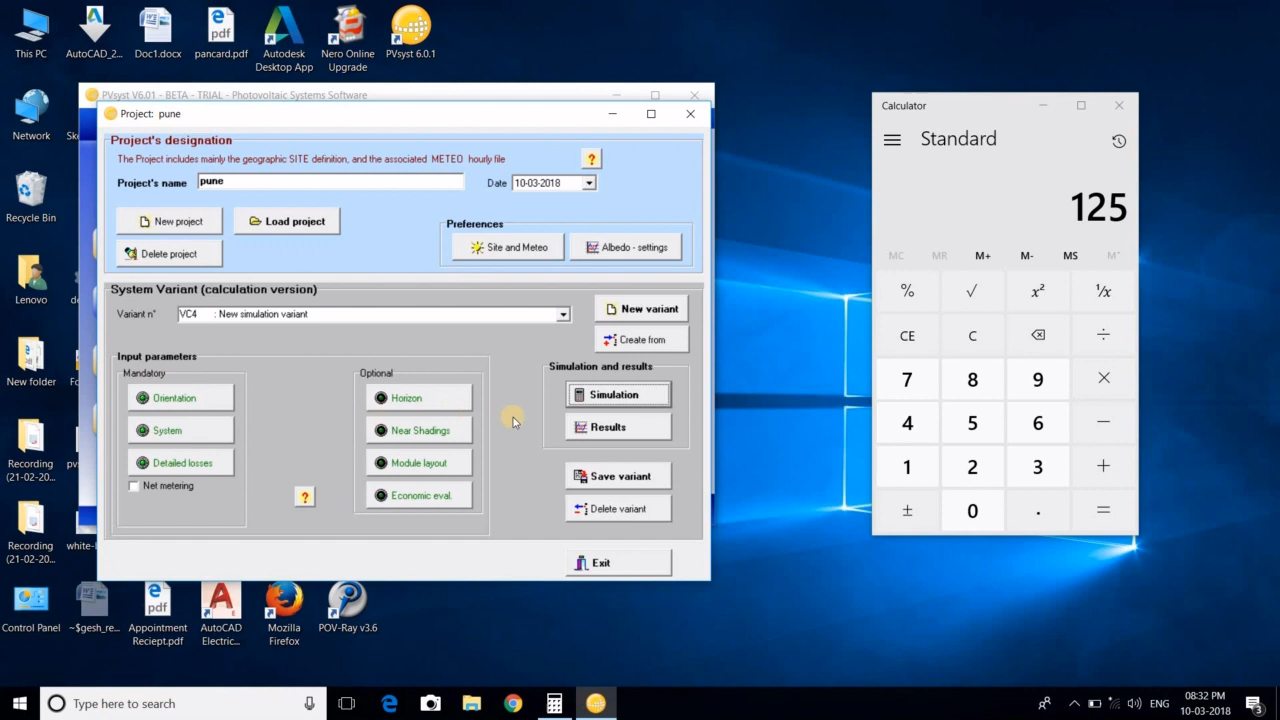 This PC
AutoCAD_2...
Doc1.docx
pancard.pdf
Autodesk
Desktop App
Nero Online
Upgrade
PVsyst 6.0.1
Network
Recycle Bin
Lenovo
New folder
Recording
(21-02-20...
Recording
(21-02-20...
Control Panel
~$gesh_re...
Appointment
Reciept.pdf
AutoCAD
Electric...
Mozilla
Firefox
POV-Ray v3.6
PVsyst V6.01 - BETA - TRIAL - Photovoltaic Systems Software
Project: pune
Project's designation
The Project includes mainly the geographic SITE definition, and the associated METEO hourly file
?
Project's name
pune
Date
10-03-2018
New project
Load project
Delete project
Preferences
Site and Meteo
Albedo - settings
System Variant (calculation version)
Variant n°
VC4 : New simulation variant
New variant
Create from
Input parameters
Mandatory
Orientation
System
Detailed losses
Net metering
?
Optional
Horizon
Near Shadings
Module layout
Economic eval.
Simulation and results
Simulation
Results
Save variant
Delete variant
Exit
Calculator
Standard
125
MC MR M+ M- MS M˅
% √ x² ¹/x
CE C ⌫ ÷
7 8 9 ×
4 5 6 −
1 2 3 +
± 0 . =
Type here to search
ENG
08:32 PM
10-03-2018
3